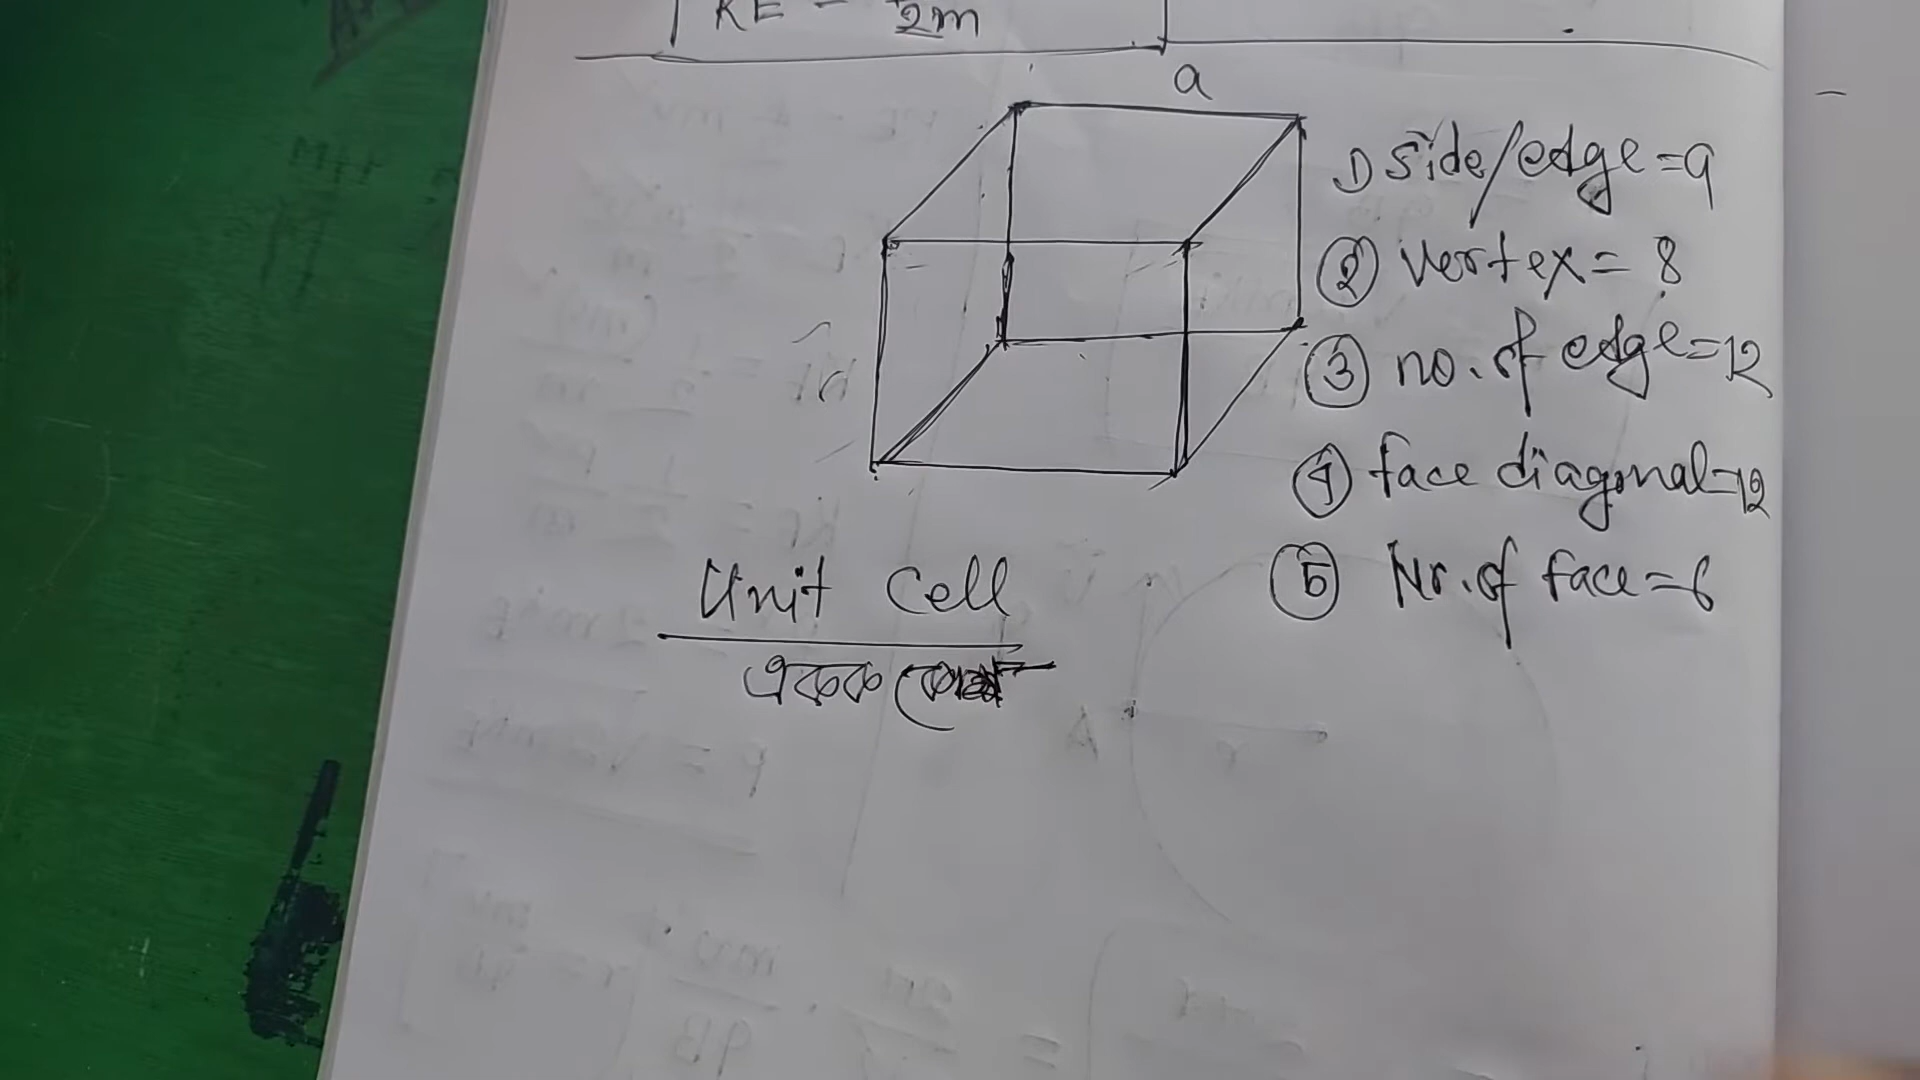 KE = 2m
a
1) Side/edge=a
② Vertex = 8
③ no. of edge=12
④ face diagonal=12
⑤ Nr. of face=6
Unit Cell
একক